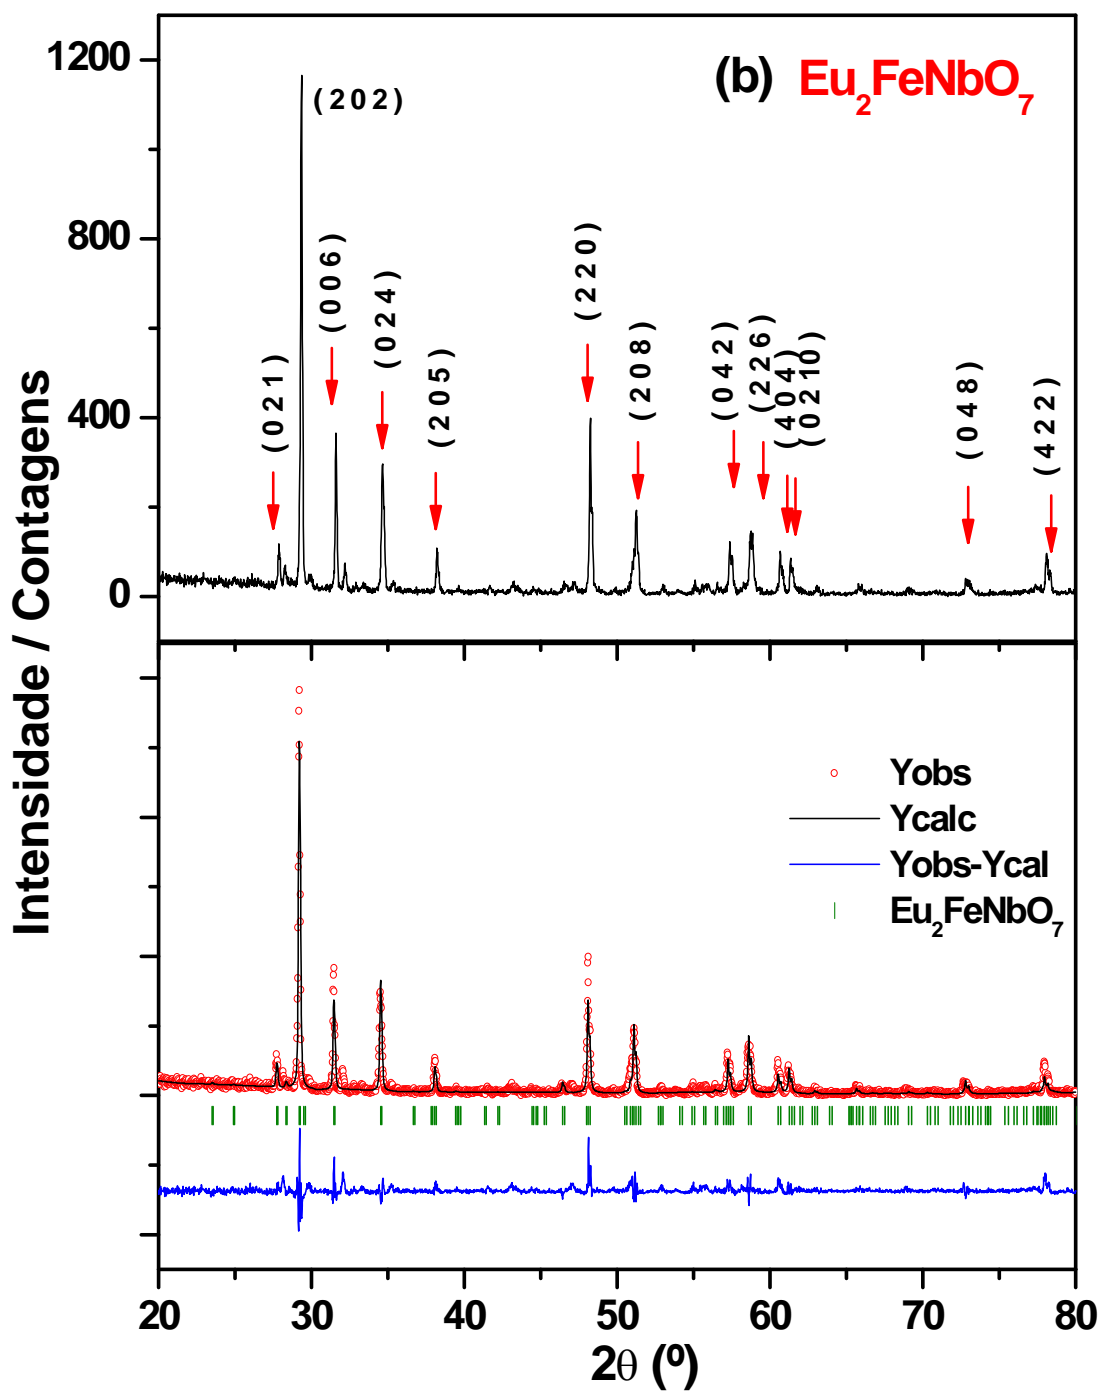 (b) Eu₂FeNbO₇
1200
800
400
0
(202)
(021)
(006)
(024)
(205)
(220)
(208)
(042)
(226)
(404)
(0210)
(048)
(422)
Intensidade / Contagens
Yobs
Ycalc
Yobs-Ycal
Eu₂FeNbO₇
20 30 40 50 60 70 80
2θ (º)